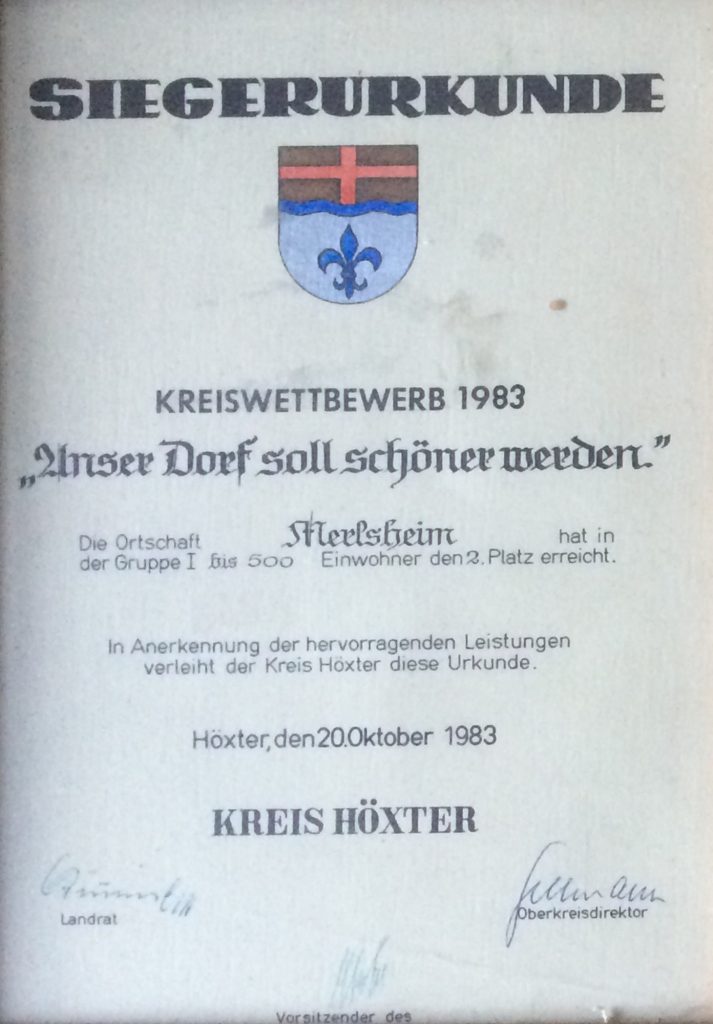 SIEGERURKUNDE
KREISWETTBEWERB 1983
„Unser Dorf soll schöner werden.”
Die Ortschaft Merlsheim hat in
der Gruppe I bis 500 Einwohner den 2. Platz erreicht.
In Anerkennung der hervorragenden Leistungen
verleiht der Kreis Höxter diese Urkunde.
Höxter, den 20. Oktober 1983
KREIS HÖXTER
Landrat
Oberkreisdirektor
Vorsitzender des